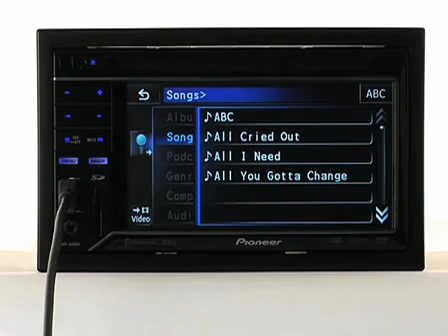 Songs>
ABC
Albu
♪ABC
Song
♪All Cried Out
Podc
♪All I Need
Genr
♪All You Gotta Change
Comp
Video
Audi
Pioneer